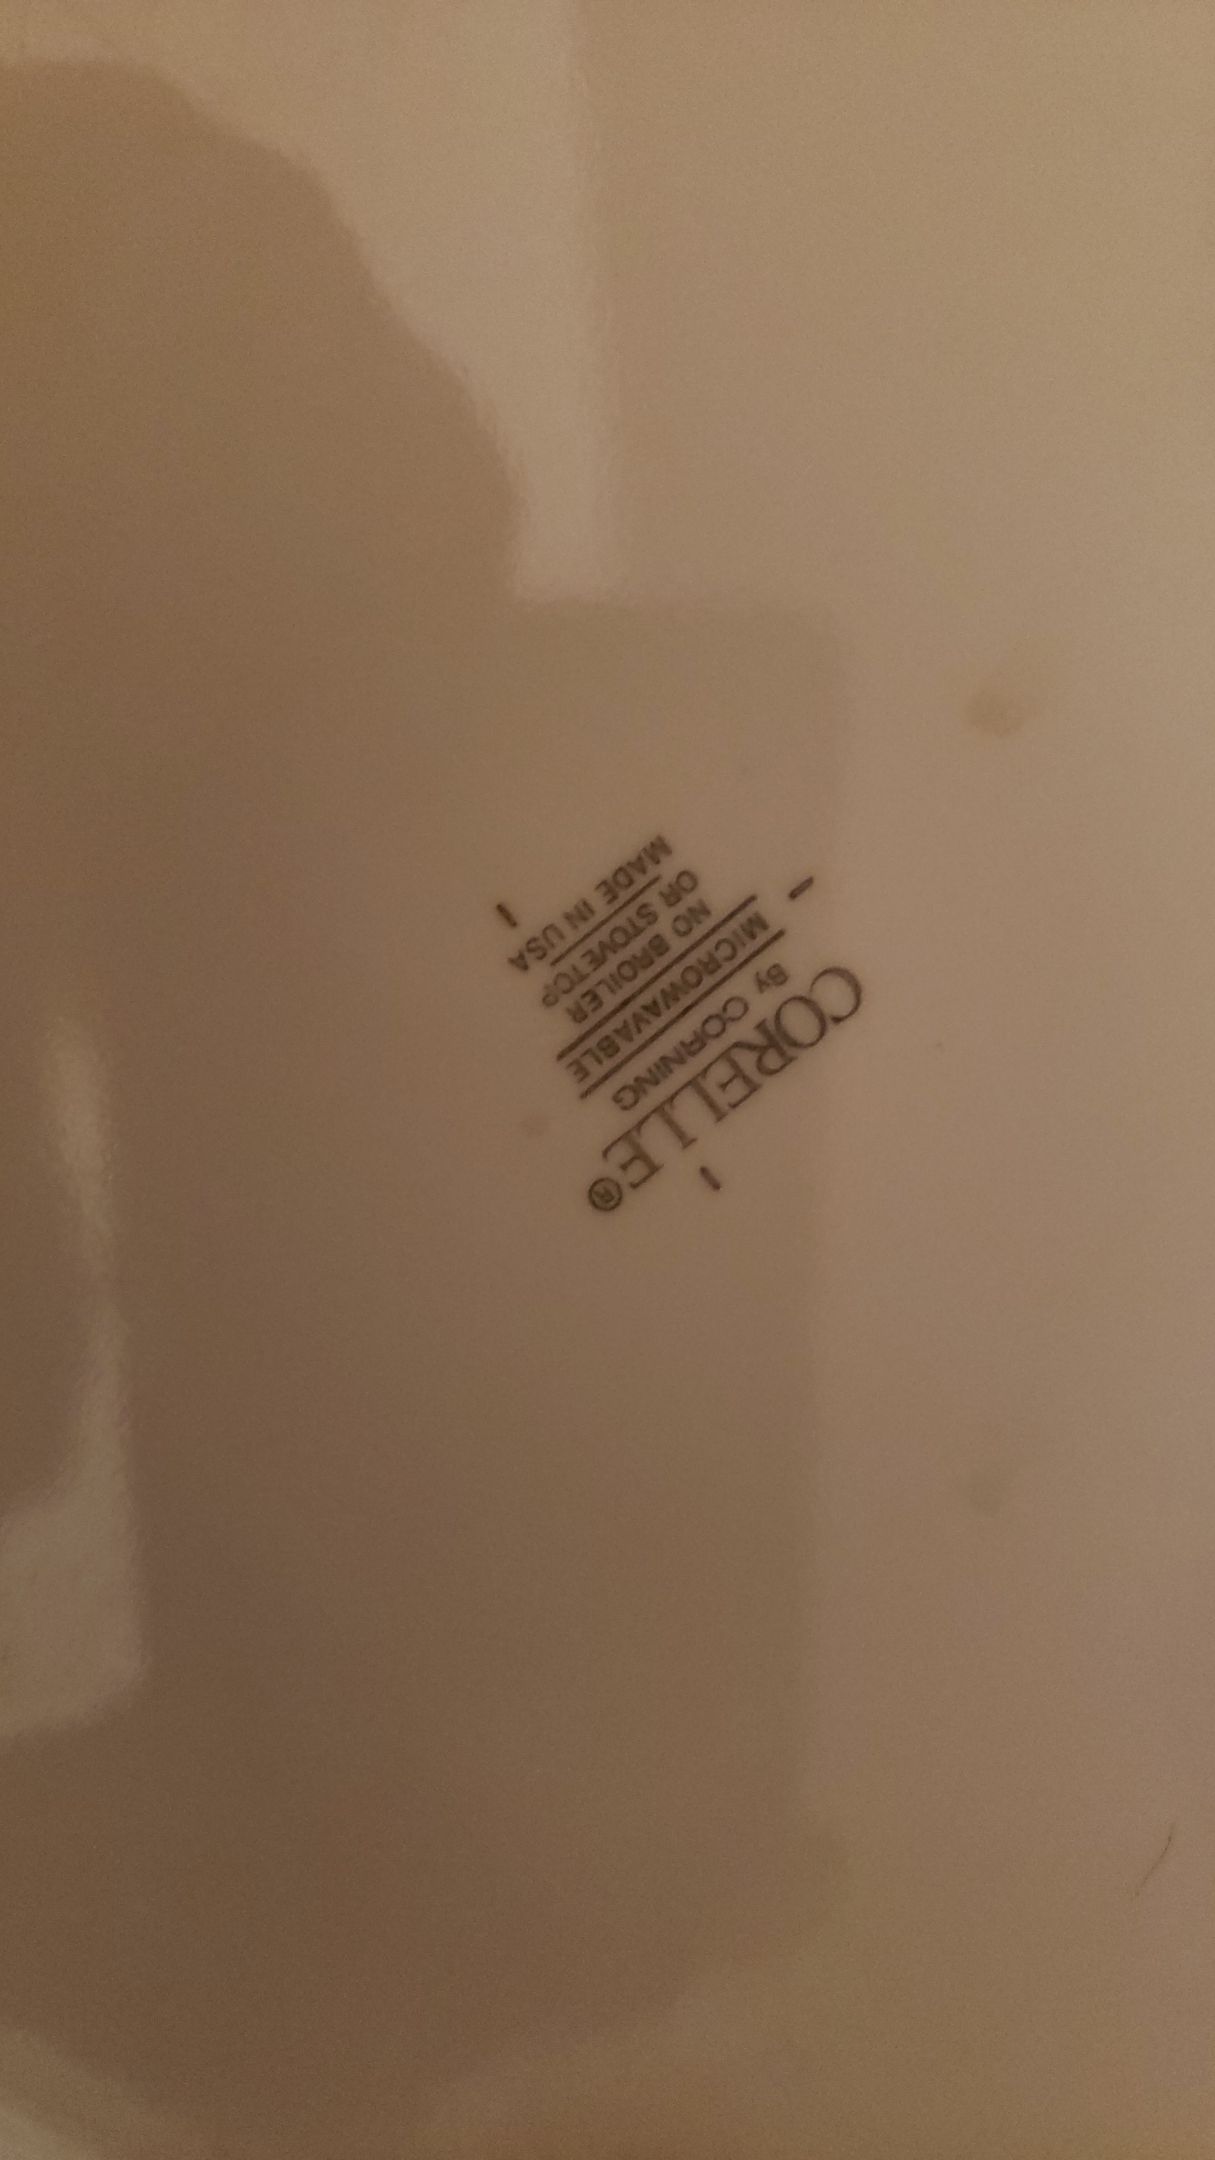 CORELLE®
By CORNING
MICROWAVABLE
NO BROILER
OR STOVETOP
MADE IN USA